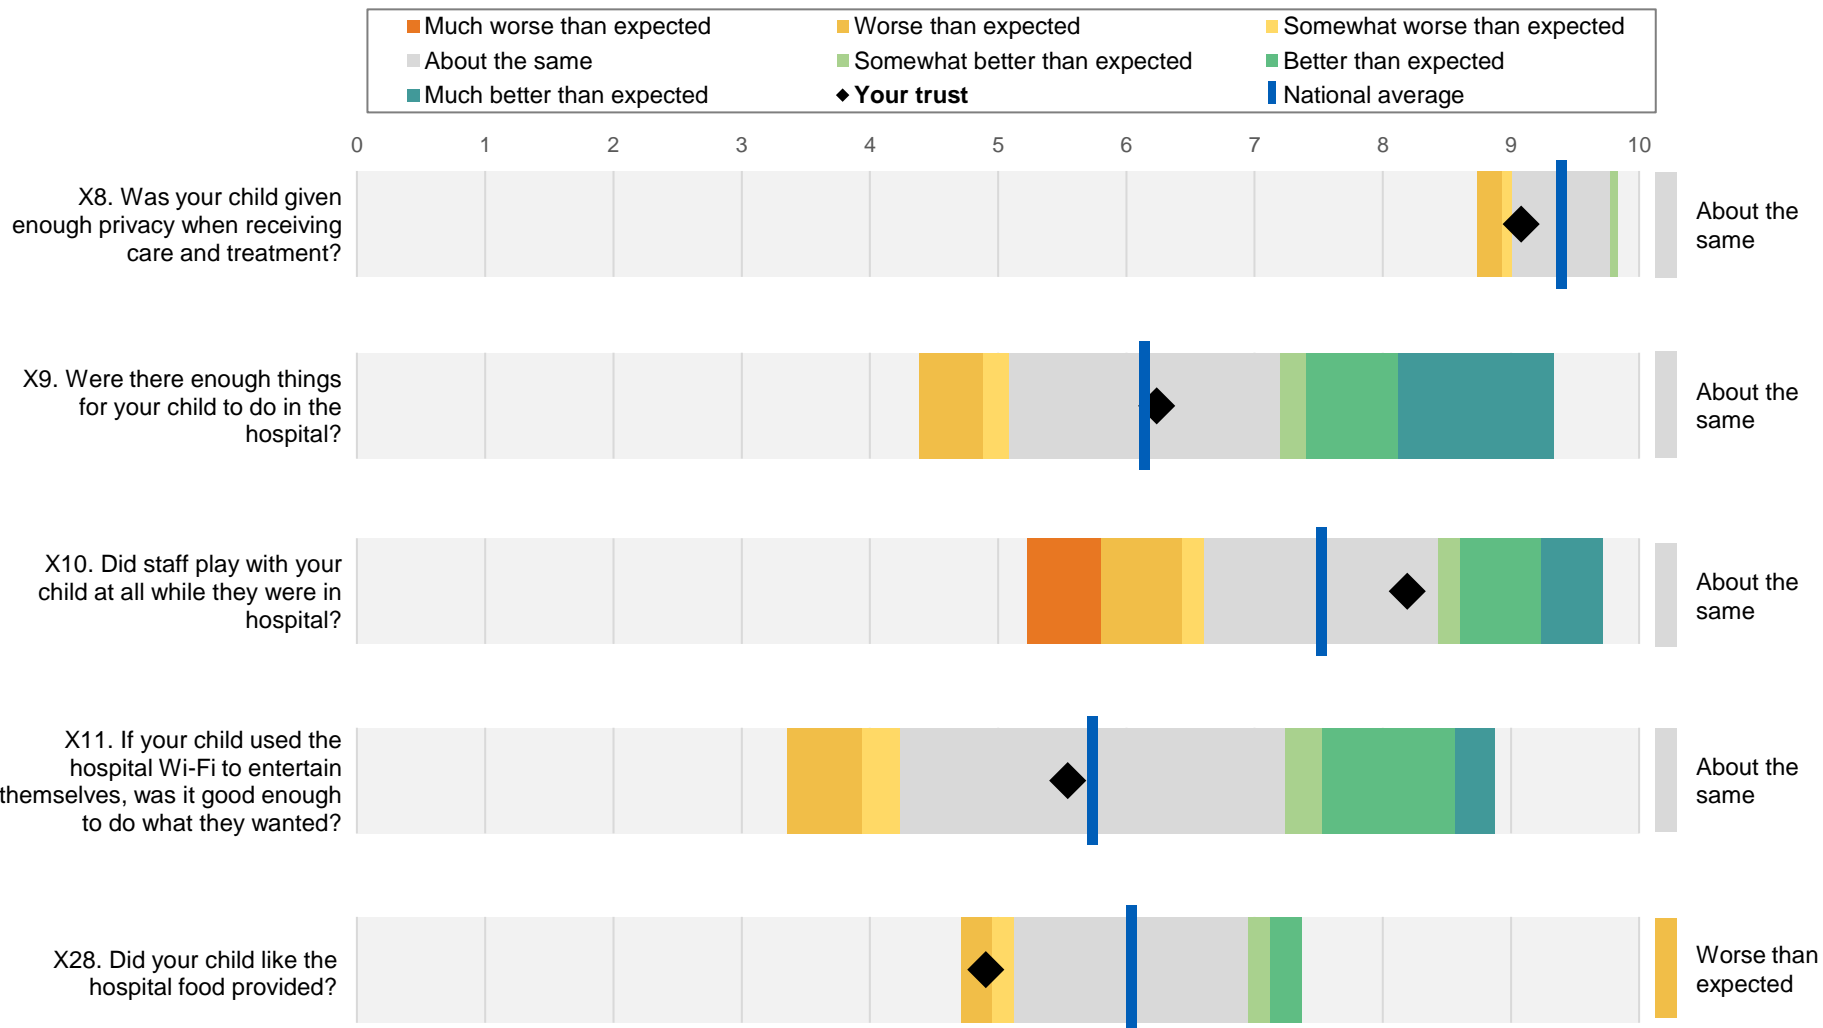 Much worse than expected
Worse than expected
Somewhat worse than expected
About the same
Somewhat better than expected
Better than expected
Much better than expected
Your trust
National average
0 1 2 3 4 5 6 7 8 9 10
X8. Was your child given
enough privacy when receiving
care and treatment?
About the
same
X9. Were there enough things
for your child to do in the
hospital?
About the
same
X10. Did staff play with your
child at all while they were in
hospital?
About the
same
X11. If your child used the
hospital Wi-Fi to entertain
themselves, was it good enough
to do what they wanted?
About the
same
X28. Did your child like the
hospital food provided?
Worse than
expected